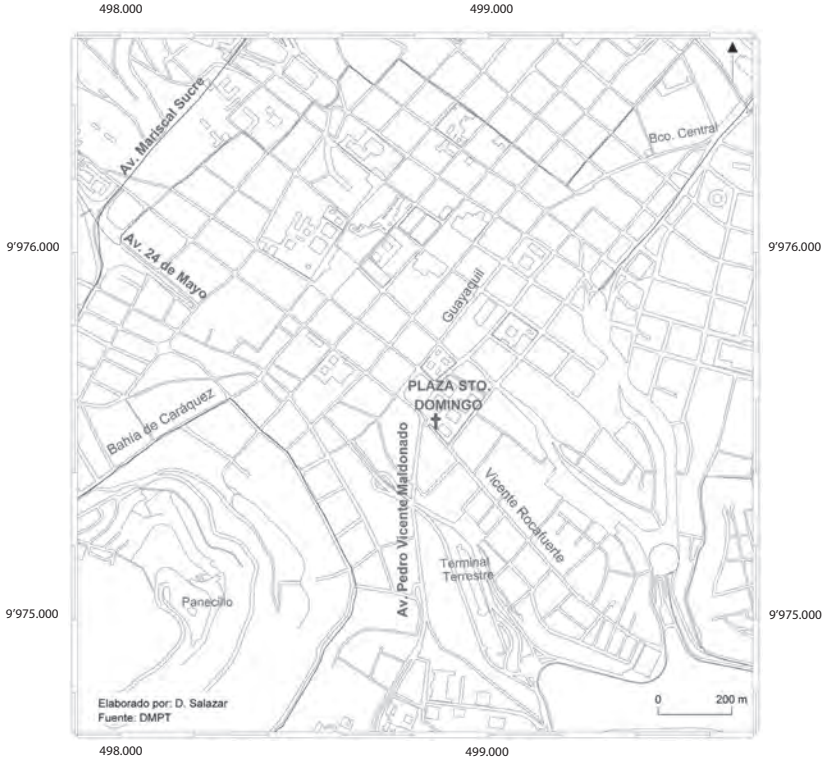 498.000 499.000
Av. Mariscal Sucre
Bco. Central
9'976.000 9'976.000
Av. 24 de Mayo
Guayaquil
PLAZA STO.
DOMINGO
Bahía de Caráquez
Av. Pedro Vicente Maldonado
Vicente Rocafuerte
Terminal
Terrestre
Panecillo
9'975.000 9'975.000
Elaborado por: D. Salazar
Fuente: DMPT
0 200 m
498.000 499.000